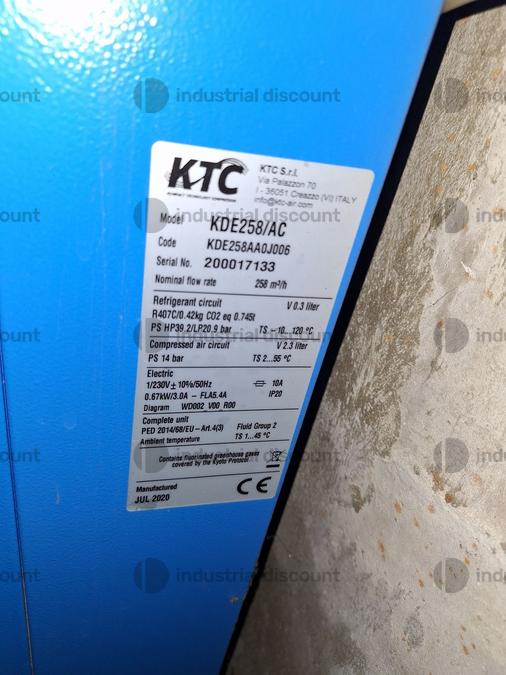 KTC
KTC S.r.l.
Via Palazzon 70
I - 36051 Creazzo (VI) ITALY
info@ktc-air.com
Model KDE258/AC
Code KDE258AA0J006
Serial No. 200017133
Nominal flow rate 258 m³/h
Refrigerant circuit V 0.3 liter
R407C/0.42kg CO2 eq 0.745t
PS HP39.2/LP20.9 bar TS -10...120 °C
Compressed air circuit V 2.3 liter
PS 14 bar TS 2...55 °C
Electric
1/230V ± 10%/50Hz 10A
0.67kW/3.0A - FLA5.4A IP20
Diagram WD002_V00_R00
Complete unit
PED 2014/68/EU - Art.4(3) Fluid Group 2
Ambient temperature TS 1...45 °C
Contains fluorinated greenhouse gases
covered by the Kyoto Protocol
Manufactured
JUL 2020
CE
industrial discount
industrial discount
industrial discount
industrial discount
industrial discount